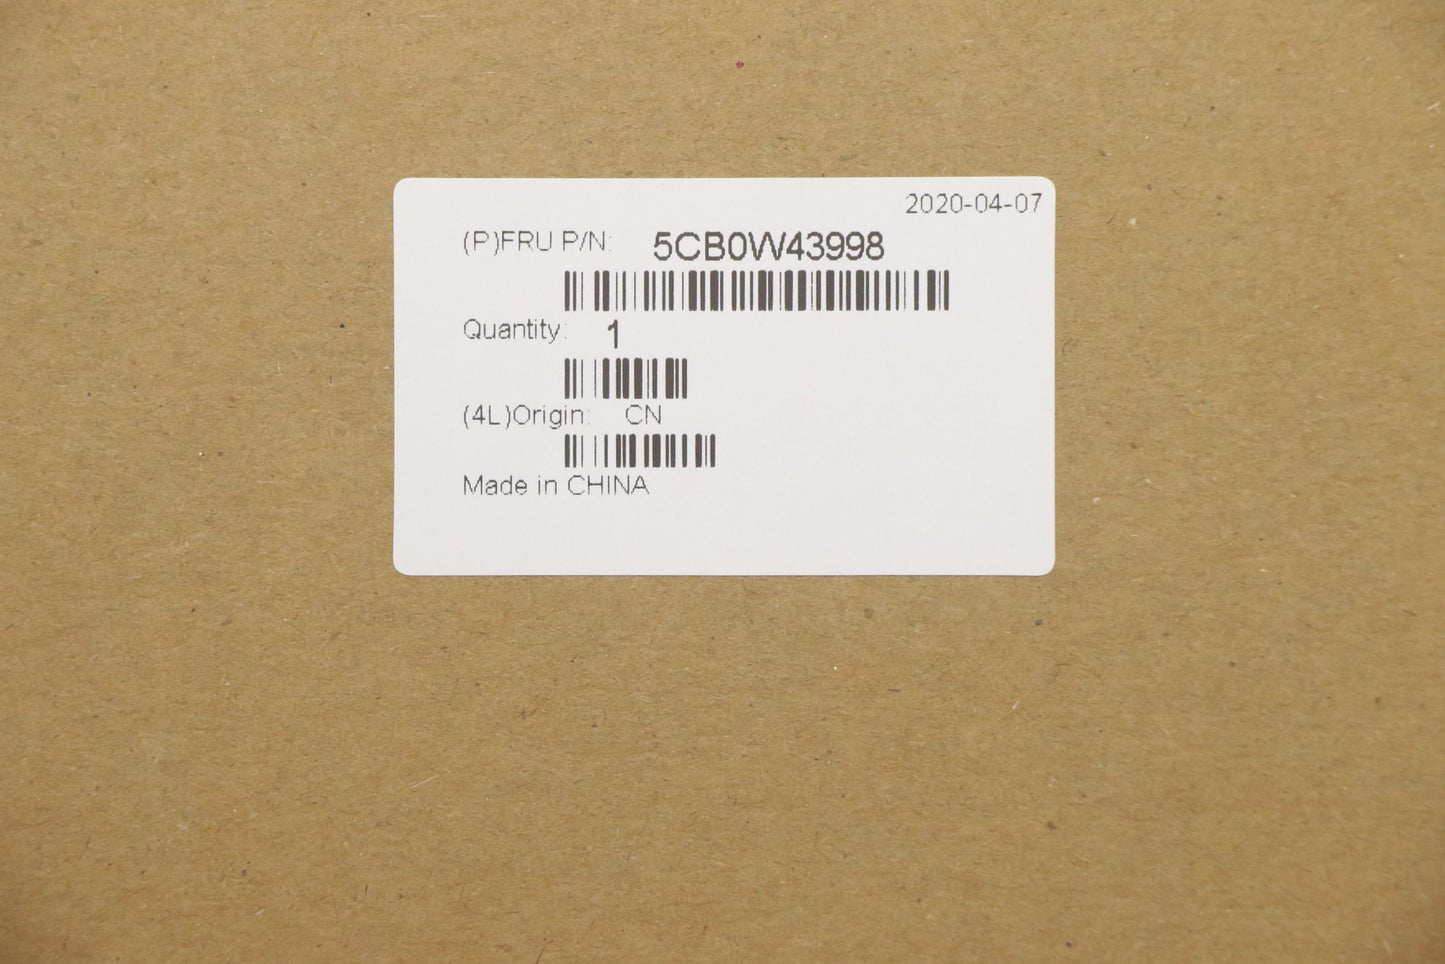 2020-04-07
(P)FRU P/N: 5CB0W43998
Quantity: 1
(4L)Origin: CN
Made in CHINA